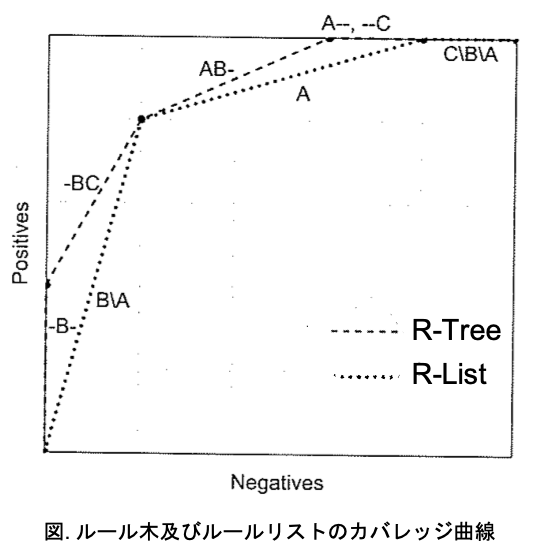 A--, --C
AB-
C\B\A
A
-BC
Positives
B\A
-B-
R-Tree
R-List
Negatives
図. ルール木及びルールリストのカバレッジ曲線